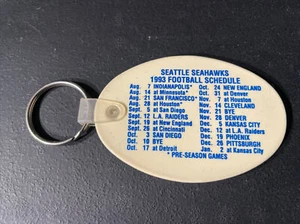 SEATTLE SEAHAWKS
1993 FOOTBALL SCHEDULE
Aug. 7 INDIANAPOLIS*
Aug. 14 at Minnesota*
Aug. 21 SAN FRANCISCO*
Aug. 28 at Houston*
Sept. 5 at San Diego
Sept. 12 L.A. RAIDERS
Sept. 19 at New England
Sept. 26 at Cincinnati
Oct. 3 SAN DIEGO
Oct. 10 BYE
Oct. 17 at Detroit
Oct. 24 NEW ENGLAND
Oct. 31 at Denver
Nov. 7 at Houston
Nov. 14 CLEVELAND
Nov. 21 BYE
Nov. 28 DENVER
Dec. 5 KANSAS CITY
Dec. 12 at L.A. Raiders
Dec. 19 PHOENIX
Dec. 26 PITTSBURGH
Jan. 2 at Kansas City
* PRE-SEASON GAMES